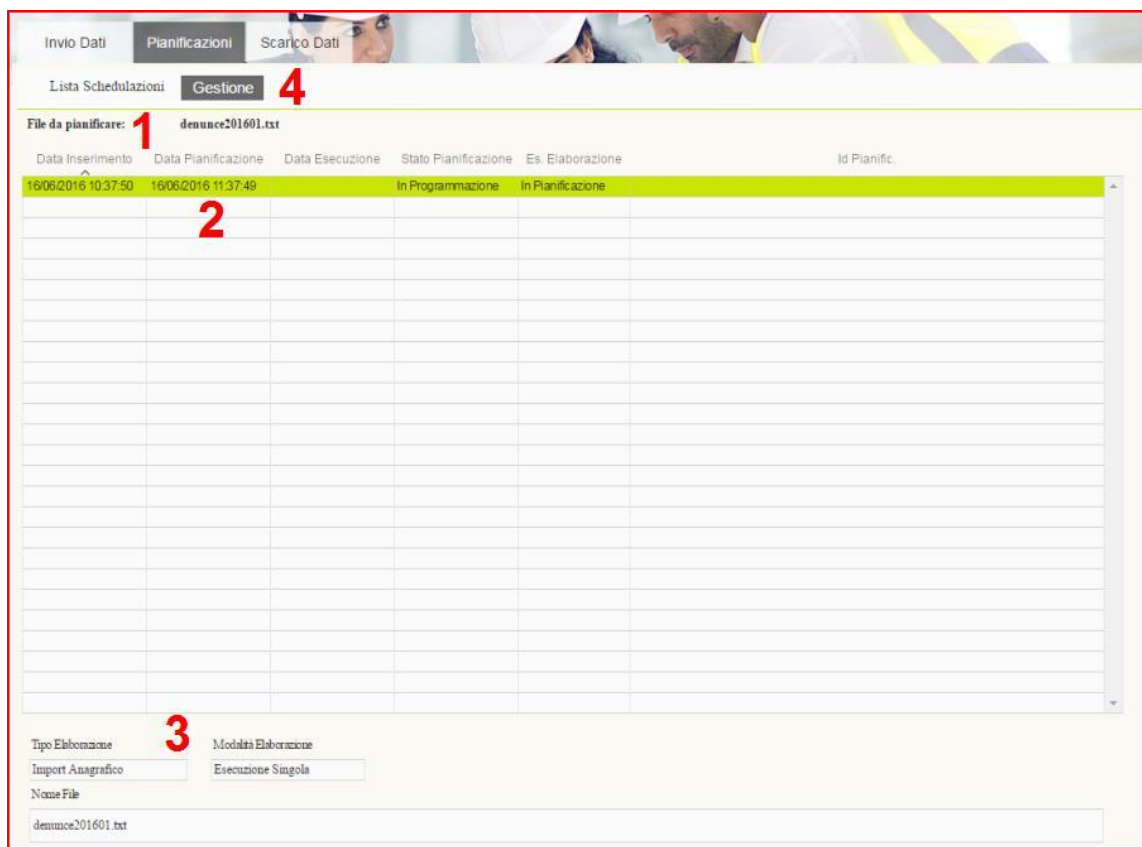 Invio Dati Pianificazioni Scarico Dati
Lista Schedulazioni Gestione 4
File da pianificare: 1 denunce201601.txt
Data Inserimento Data Pianificazione Data Esecuzione Stato Pianificazione Es. Elaborazione Id Pianific.
16/06/2016 10:37:50 16/06/2016 11:37:49 In Programmazione In Pianificazione
2
3
Tipo Elaborazione Modalità Elaborazione
Import Anagrafico Esecuzione Singola
Nome File
denunce201601.txt